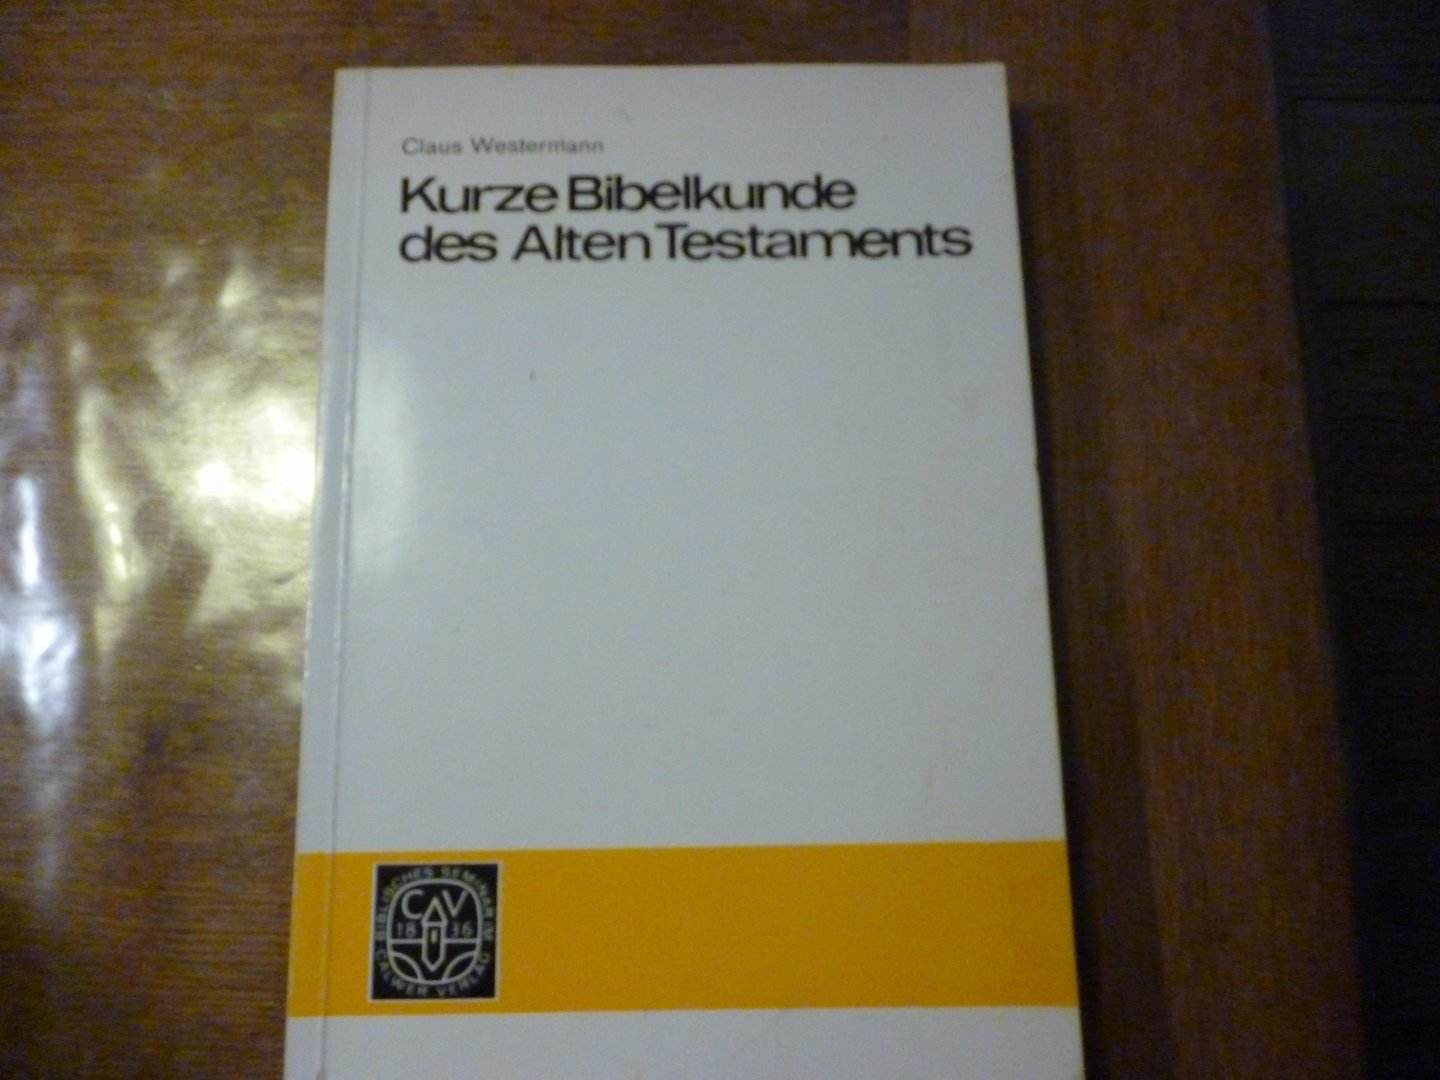 Claus Westermann
Kurze Bibelkunde
des Alten Testaments
BIBLISCHES SEMINAR IM
CALWER VERLAG
CAV
18 36